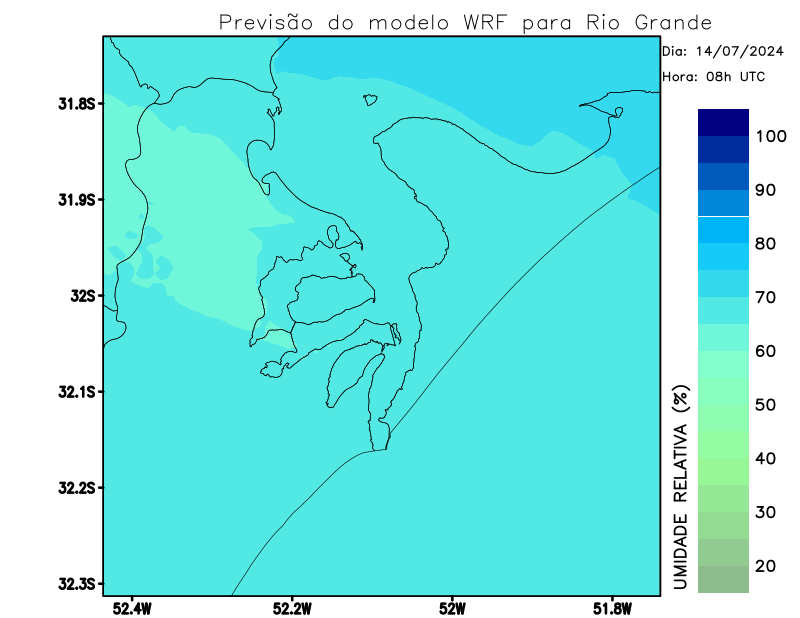 Previsão do modelo WRF para Rio Grande
Dia: 14/07/2024
Hora: 08h UTC
31.8S
31.9S
32S
32.1S
32.2S
32.3S
52.4W
52.2W
52W
51.8W
UMIDADE RELATIVA (%)
100
90
80
70
60
50
40
30
20